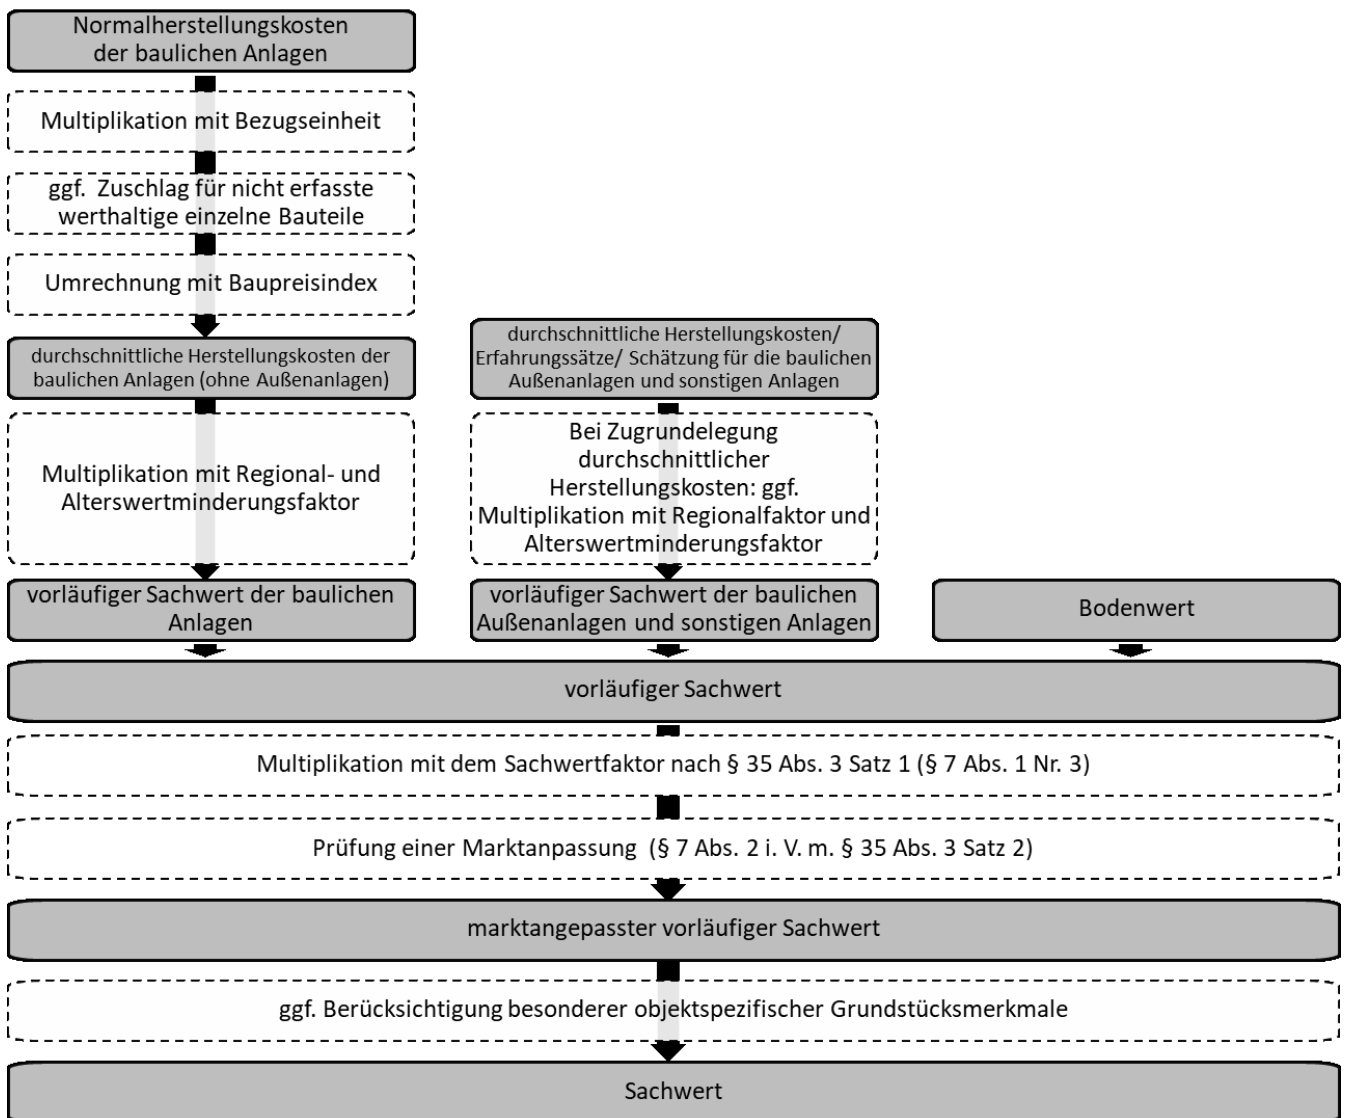 Normalherstellungskosten
der baulichen Anlagen
Multiplikation mit Bezugseinheit
ggf. Zuschlag für nicht erfasste
werthaltige einzelne Bauteile
Umrechnung mit Baupreisindex
durchschnittliche Herstellungskosten der
baulichen Anlagen (ohne Außenanlagen)
durchschnittliche Herstellungskosten/
Erfahrungssätze/ Schätzung für die baulichen
Außenanlagen und sonstigen Anlagen
Multiplikation mit Regional- und
Alterswertminderungsfaktor
Bei Zugrundelegung
durchschnittlicher
Herstellungskosten: ggf.
Multiplikation mit Regionalfaktor und
Alterswertminderungsfaktor
vorläufiger Sachwert der baulichen
Anlagen
vorläufiger Sachwert der baulichen
Außenanlagen und sonstigen Anlagen
Bodenwert
vorläufiger Sachwert
Multiplikation mit dem Sachwertfaktor nach § 35 Abs. 3 Satz 1 (§ 7 Abs. 1 Nr. 3)
Prüfung einer Marktanpassung (§ 7 Abs. 2 i. V. m. § 35 Abs. 3 Satz 2)
marktangepasster vorläufiger Sachwert
ggf. Berücksichtigung besonderer objektspezifischer Grundstücksmerkmale
Sachwert